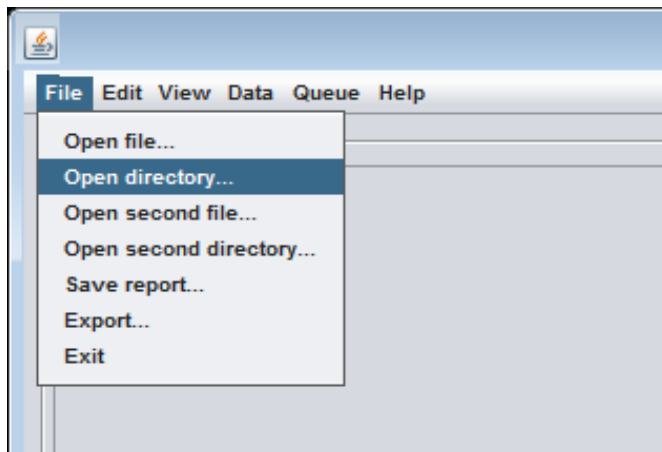 File Edit View Data Queue Help
Open file...
Open directory...
Open second file...
Open second directory...
Save report...
Export...
Exit